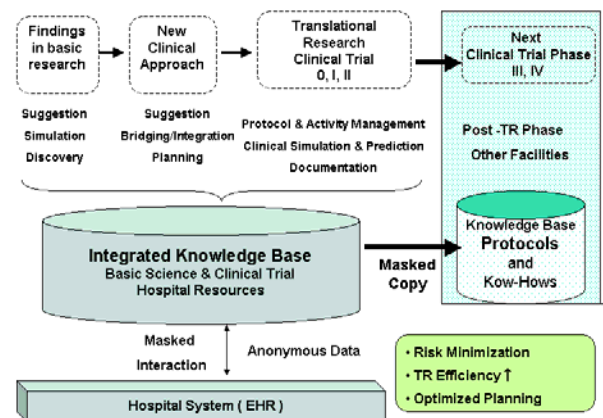 Findings
in basic
research
New
Clinical
Approach
Translational
Research
Clinical Trial
0, I, II
Next
Clinical Trial Phase
III, IV
Suggestion
Simulation
Discovery
Suggestion
Bridging/Integration
Planning
Protocol & Activity Management
Clinical Simulation & Prediction
Documentation
Post -TR Phase
Other Facilities
Integrated Knowledge Base
Basic Science & Clinical Trial
Hospital Resources
Masked
Copy
Knowledge Base
Protocols
and
Kow-Hows
Masked
Interaction
Anonymous Data
• Risk Minimization
• TR Efficiency ↑
• Optimized Planning
Hospital System ( EHR )